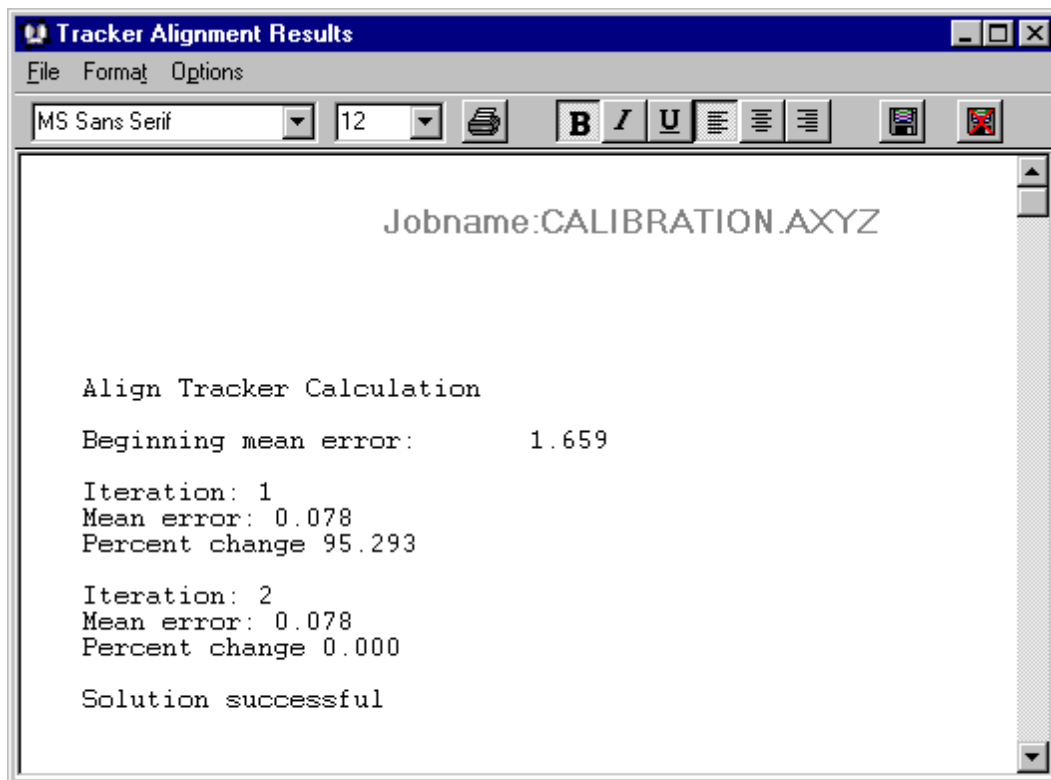 Tracker Alignment Results
File Format Options
MS Sans Serif 12 B I U
Jobname:CALIBRATION.AXYZ
Align Tracker Calculation
Beginning mean error: 1.659
Iteration: 1
Mean error: 0.078
Percent change 95.293
Iteration: 2
Mean error: 0.078
Percent change 0.000
Solution successful